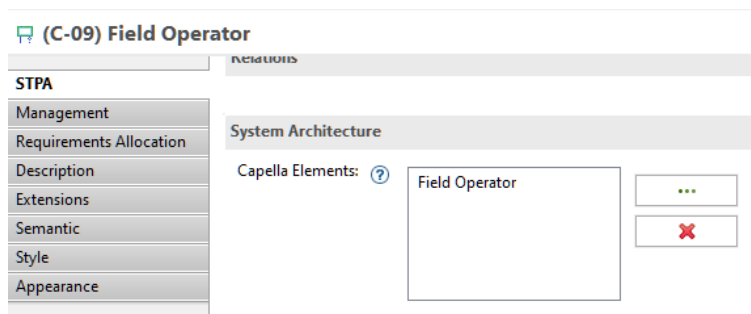 (C-09) Field Operator
Relations
STPA
Management
Requirements Allocation
Description
Extensions
Semantic
Style
Appearance
System Architecture
Capella Elements: ?
Field Operator
...